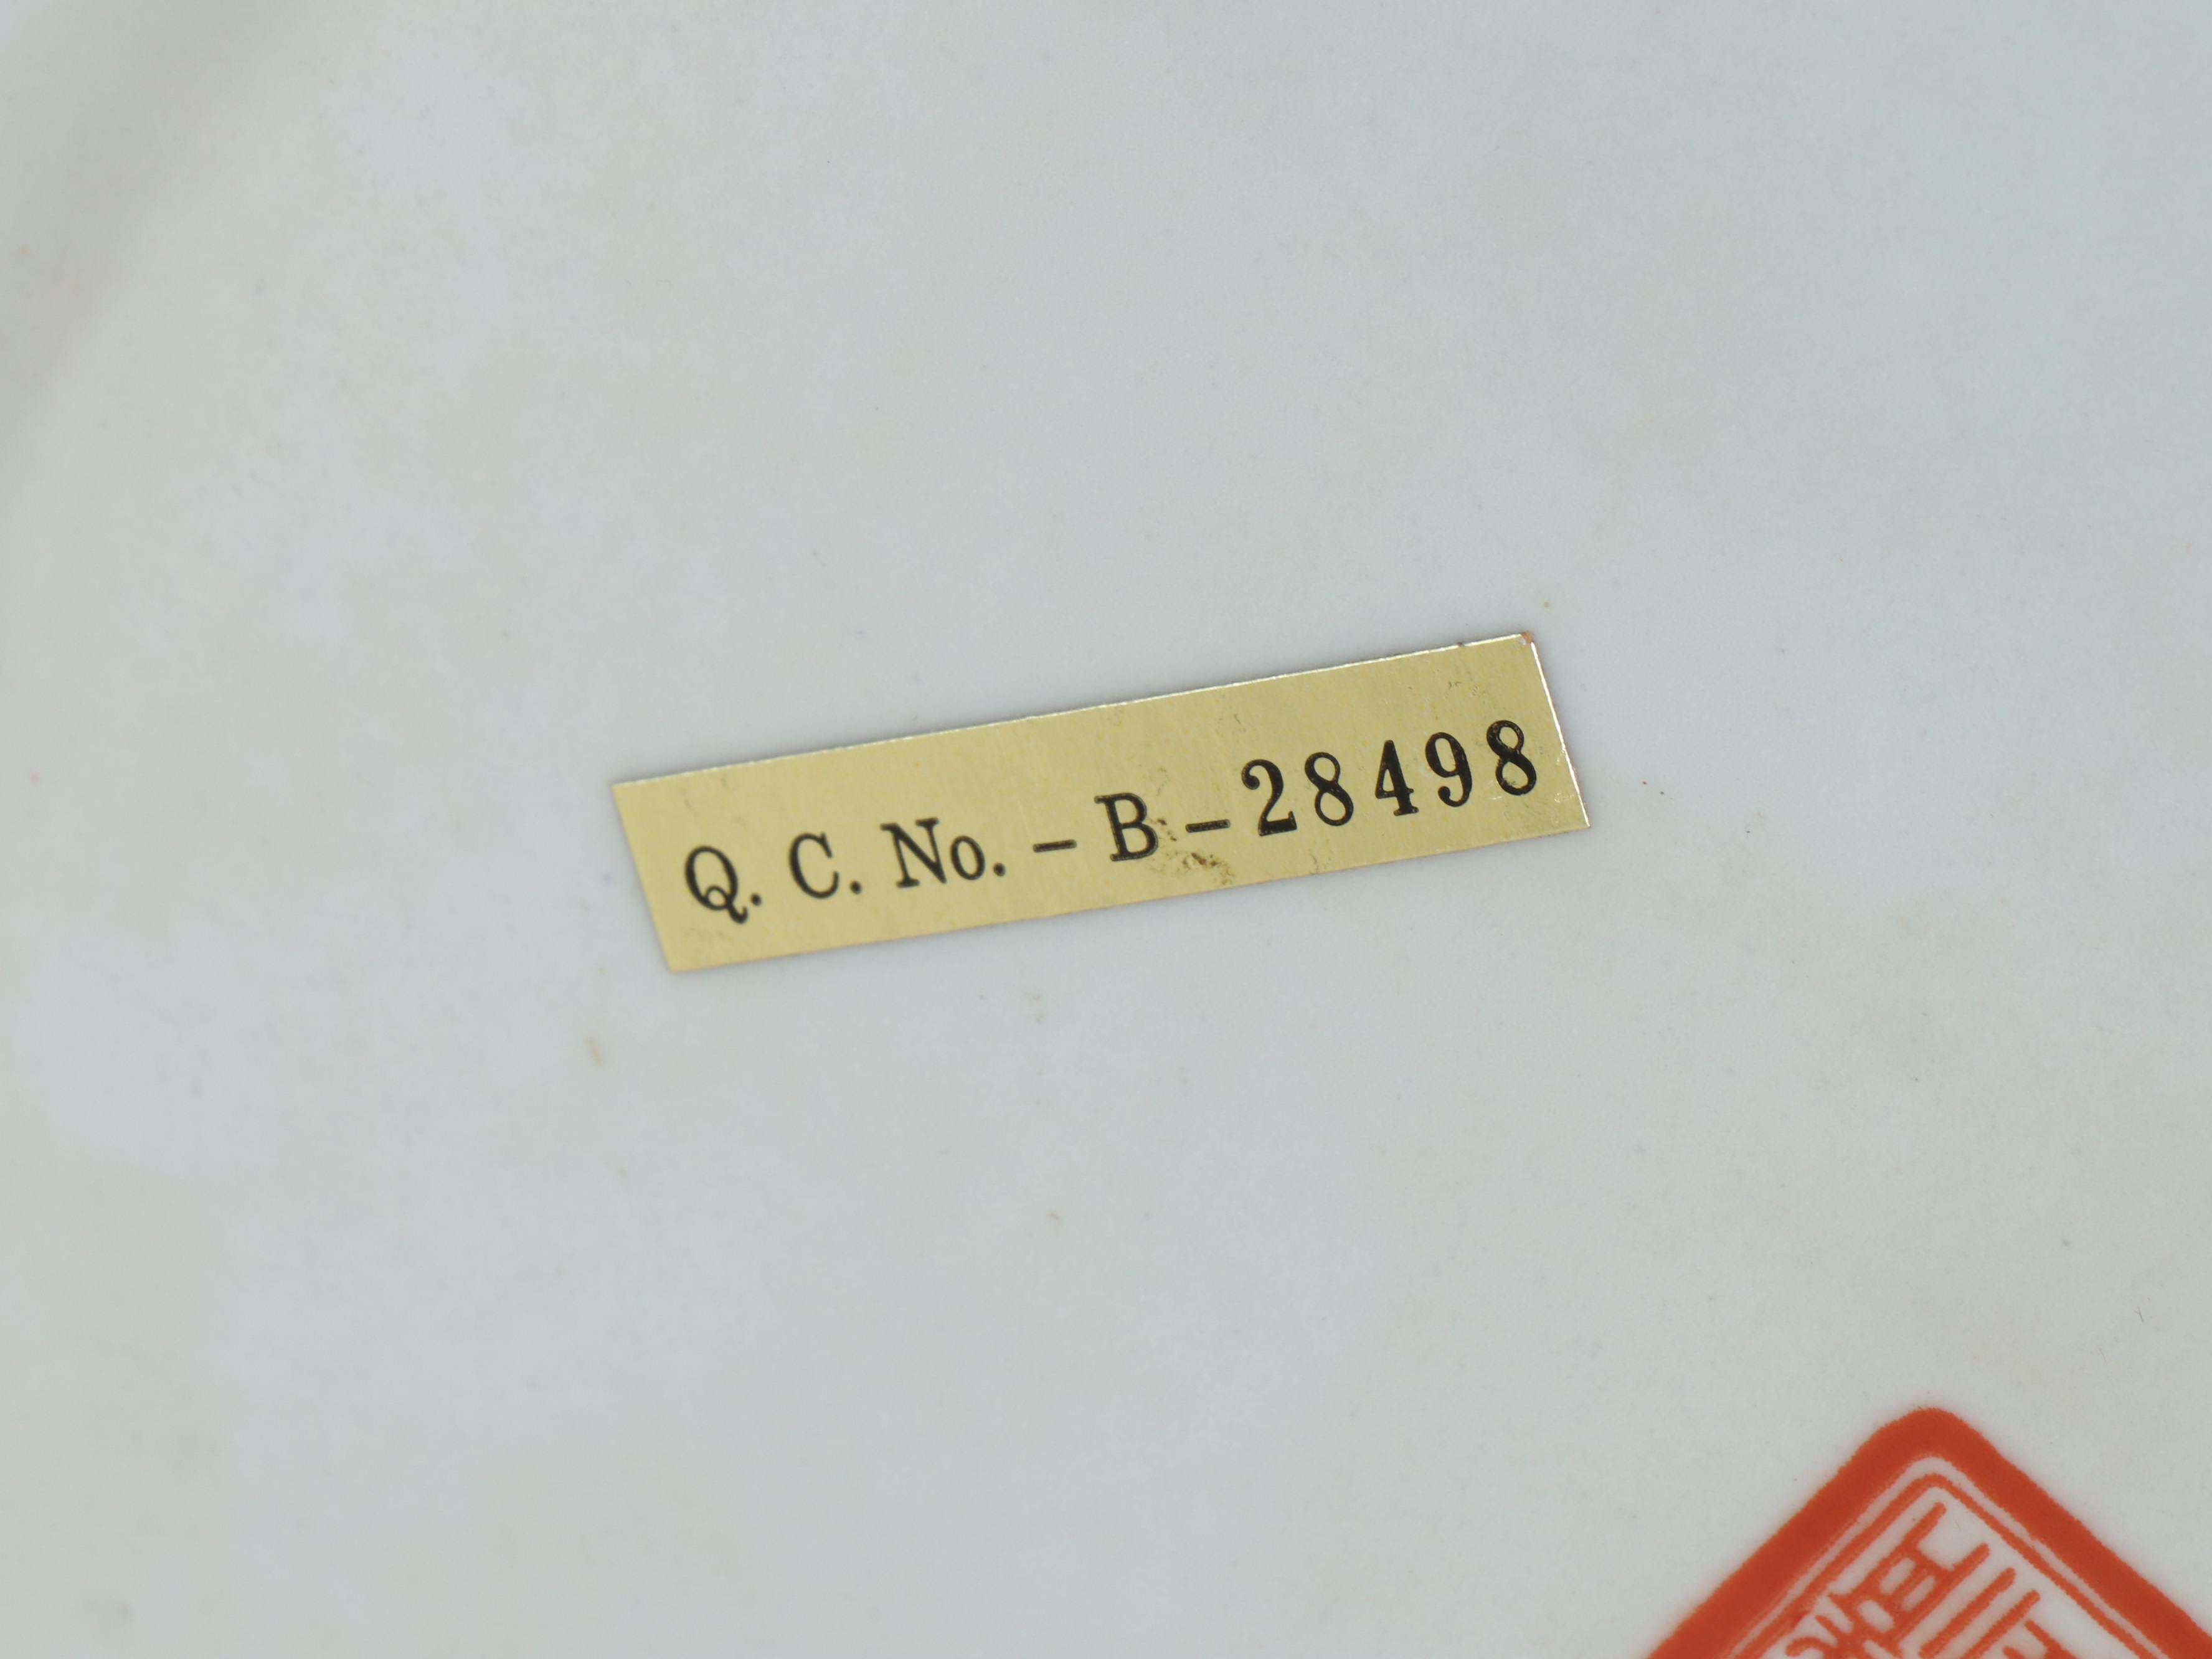 Q. C. No. – B – 28498